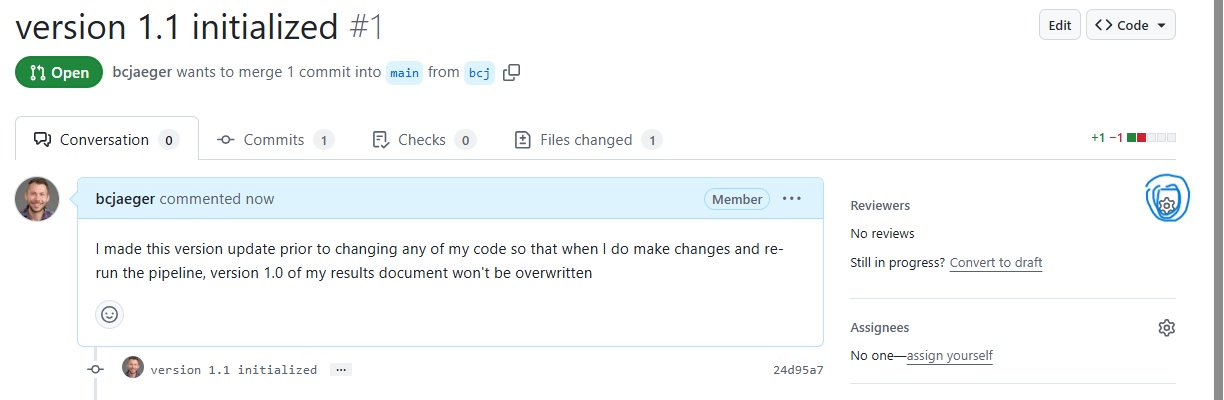 version 1.1 initialized #1
Edit
Code
Open
bcjaeger wants to merge 1 commit into main from bcj
Conversation 0
Commits 1
Checks 0
Files changed 1
+1 −1
bcjaeger commented now
Member
I made this version update prior to changing any of my code so that when I do make changes and re-
run the pipeline, version 1.0 of my results document won't be overwritten
version 1.1 initialized
24d95a7
Reviewers
No reviews
Still in progress? Convert to draft
Assignees
No one—assign yourself